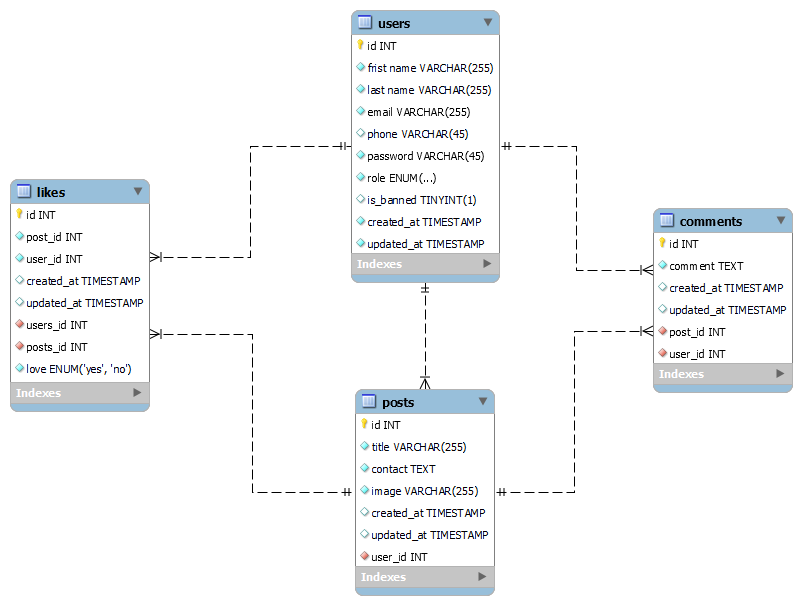 users
id INT
frist name VARCHAR(255)
last name VARCHAR(255)
email VARCHAR(255)
phone VARCHAR(45)
password VARCHAR(45)
role ENUM(...)
is_banned TINYINT(1)
created_at TIMESTAMP
updated_at TIMESTAMP
Indexes
likes
id INT
post_id INT
user_id INT
created_at TIMESTAMP
updated_at TIMESTAMP
users_id INT
posts_id INT
love ENUM('yes', 'no')
Indexes
comments
id INT
comment TEXT
created_at TIMESTAMP
updated_at TIMESTAMP
post_id INT
user_id INT
Indexes
posts
id INT
title VARCHAR(255)
contact TEXT
image VARCHAR(255)
created_at TIMESTAMP
updated_at TIMESTAMP
user_id INT
Indexes